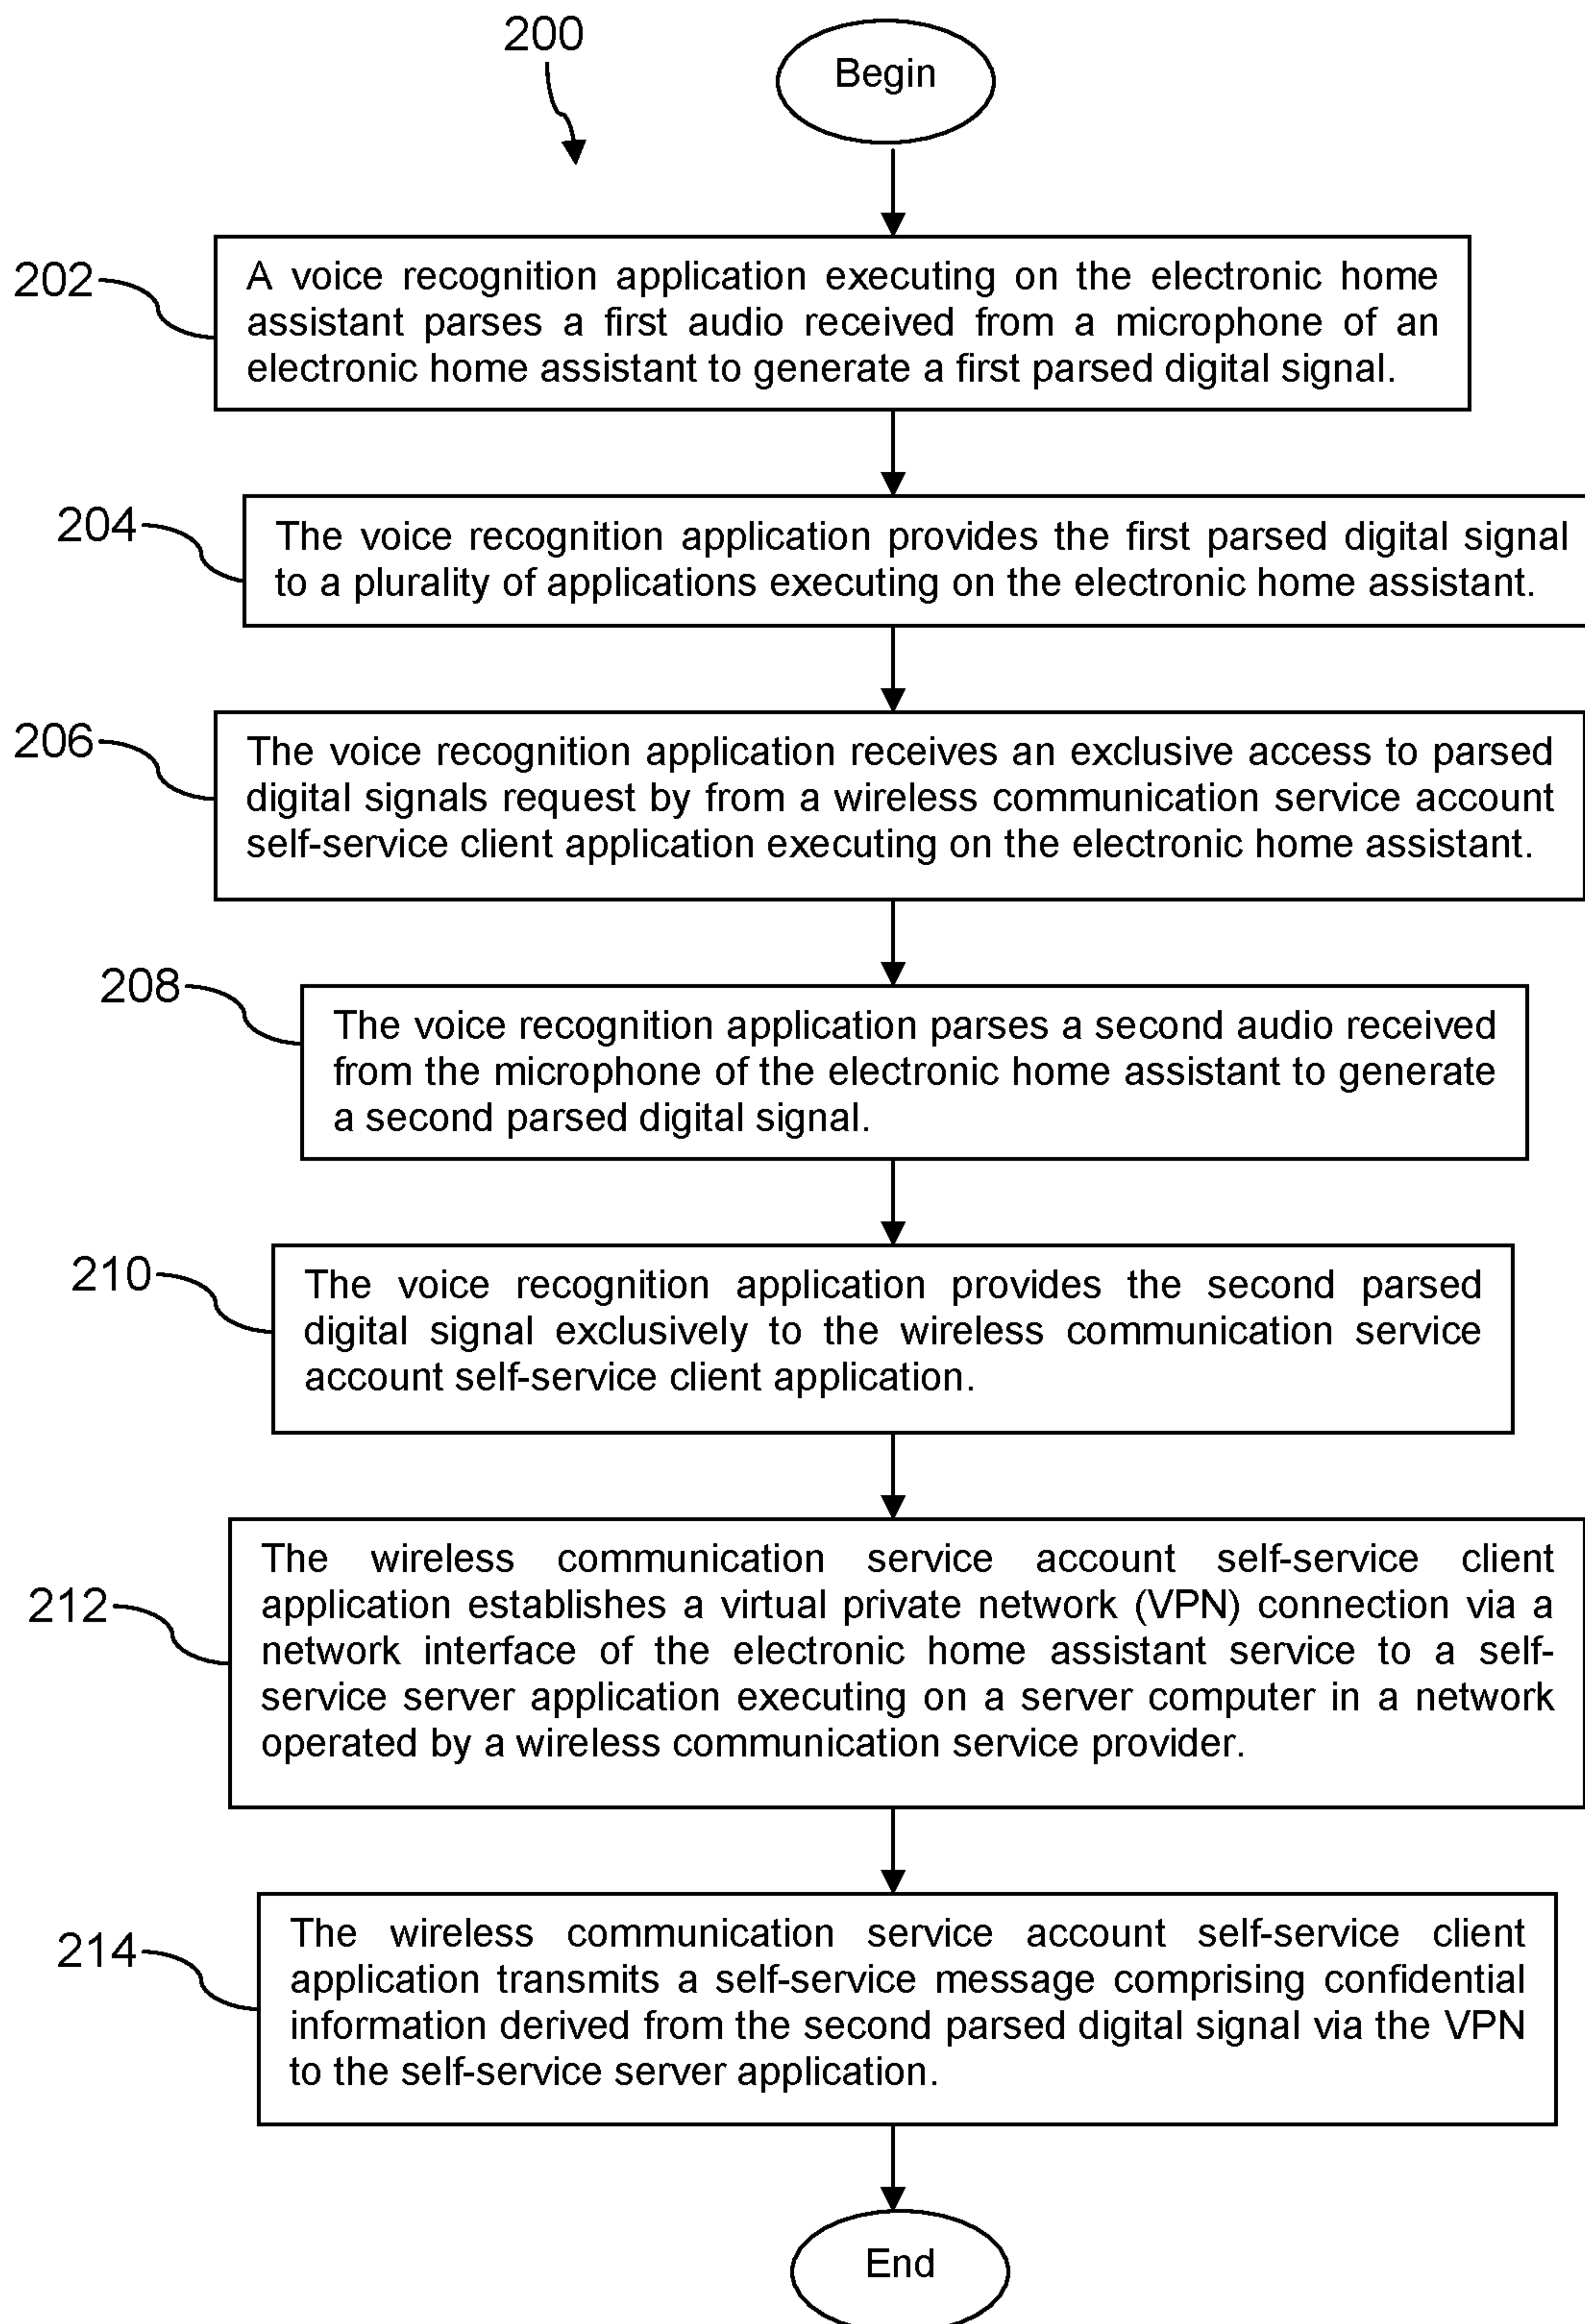 200
Begin
202
A voice recognition application executing on the electronic home
assistant parses a first audio received from a microphone of an
electronic home assistant to generate a first parsed digital signal.
204
The voice recognition application provides the first parsed digital signal
to a plurality of applications executing on the electronic home assistant.
206
The voice recognition application receives an exclusive access to parsed
digital signals request by from a wireless communication service account
self-service client application executing on the electronic home assistant.
208
The voice recognition application parses a second audio received
from the microphone of the electronic home assistant to generate
a second parsed digital signal.
210
The voice recognition application provides the second parsed
digital signal exclusively to the wireless communication service
account self-service client application.
212
The wireless communication service account self-service client
application establishes a virtual private network (VPN) connection via a
network interface of the electronic home assistant service to a self-
service server application executing on a server computer in a network
operated by a wireless communication service provider.
214
The wireless communication service account self-service client
application transmits a self-service message comprising confidential
information derived from the second parsed digital signal via the VPN
to the self-service server application.
End